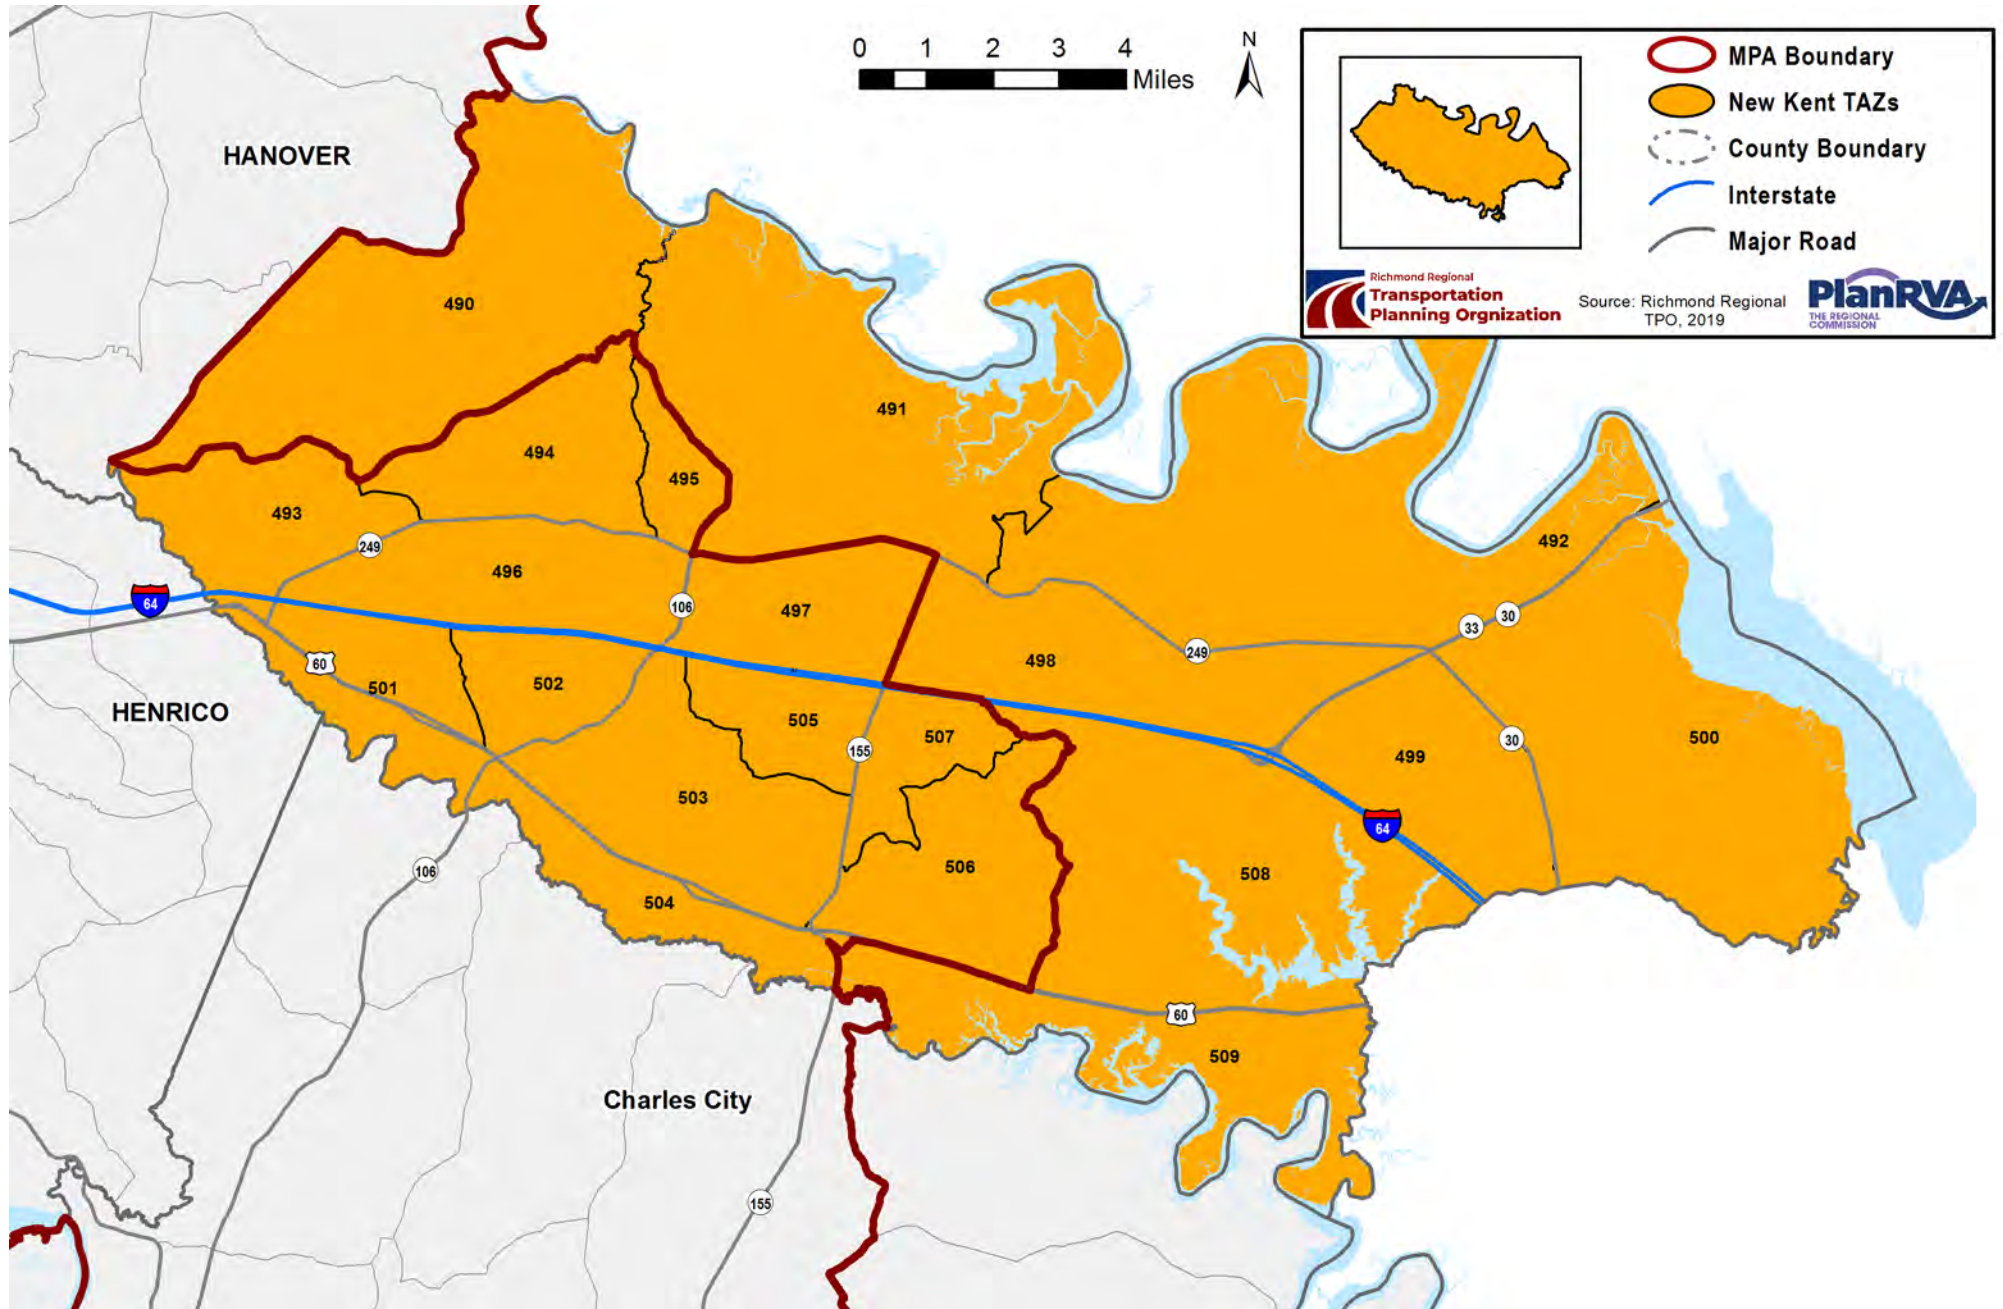 0 1 2 3 4
Miles
N
MPA Boundary
New Kent TAZs
County Boundary
Interstate
Major Road
Richmond Regional
Transportation
Planning Orgnization
Source: Richmond Regional
TPO, 2019
PlanRVA
THE REGIONAL
COMMISSION
HANOVER
490
491
494
495
493
249
492
496
64
106
497
33
30
249
498
60
501
502
HENRICO
505
507
155
30
500
499
503
64
106
506
508
504
60
509
Charles City
155